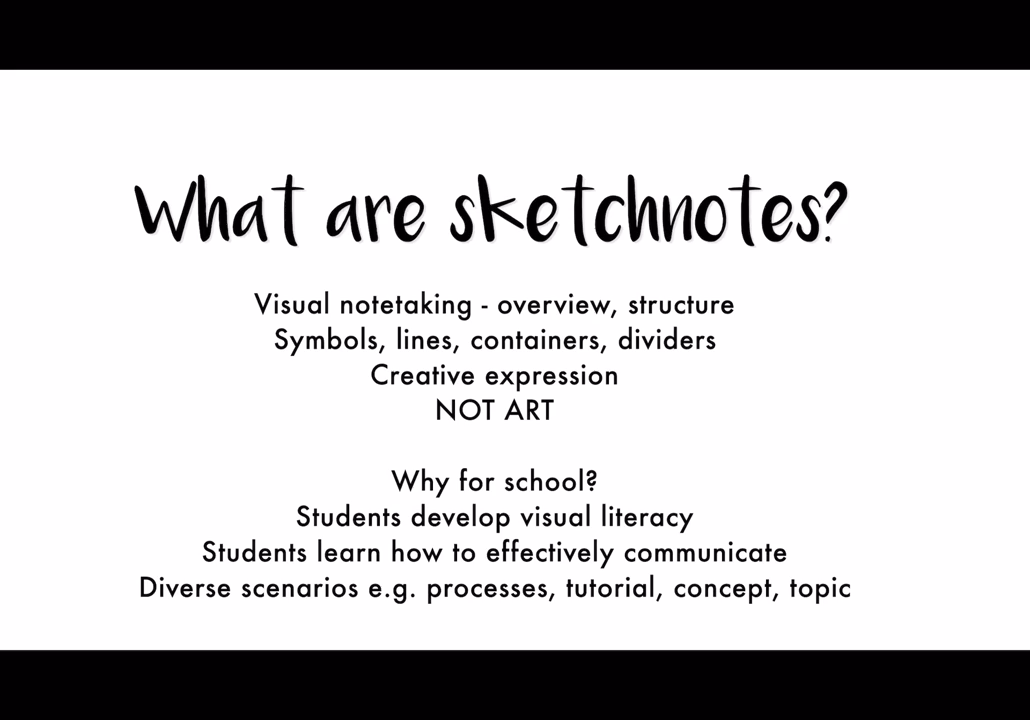 What are sketchnotes?
Visual notetaking - overview, structure
Symbols, lines, containers, dividers
Creative expression
NOT ART
Why for school?
Students develop visual literacy
Students learn how to effectively communicate
Diverse scenarios e.g. processes, tutorial, concept, topic